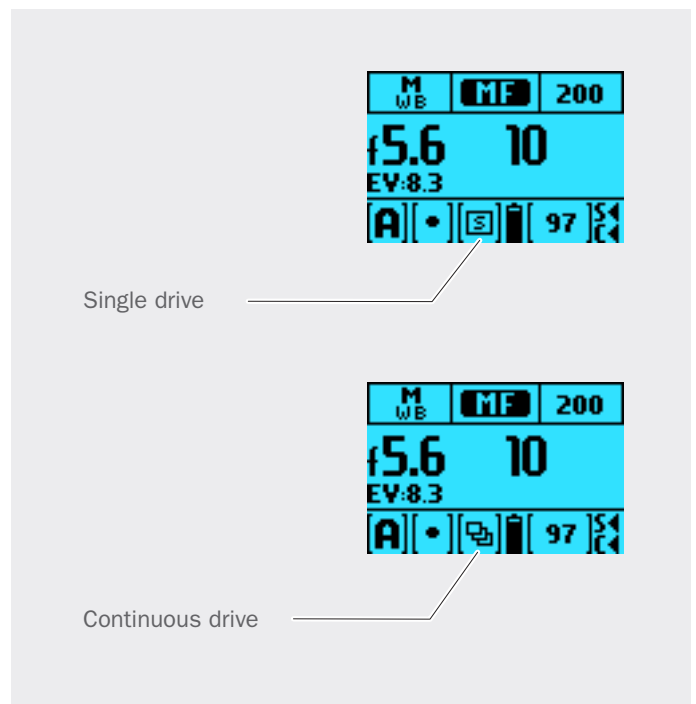 M
WB
MF
200
f5.6 10
EV:8.3
[A][•][S][ 97 ]S
C
Single drive
M
WB
MF
200
f5.6 10
EV:8.3
[A][•][ ][ 97 ]S
C
Continuous drive